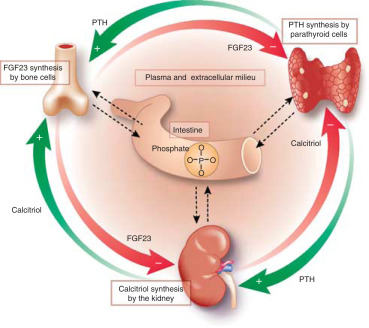 PTH
PTH synthesis by
parathyroid cells
+
FGF23
−
FGF23 synthesis
by bone cells
Plasma and extracellular milieu
Intestine
Phosphate
O
O-P-O
O
Calcitriol
−
+
Calcitriol
FGF23
−
+
PTH
Calcitriol synthesis
by the kidney